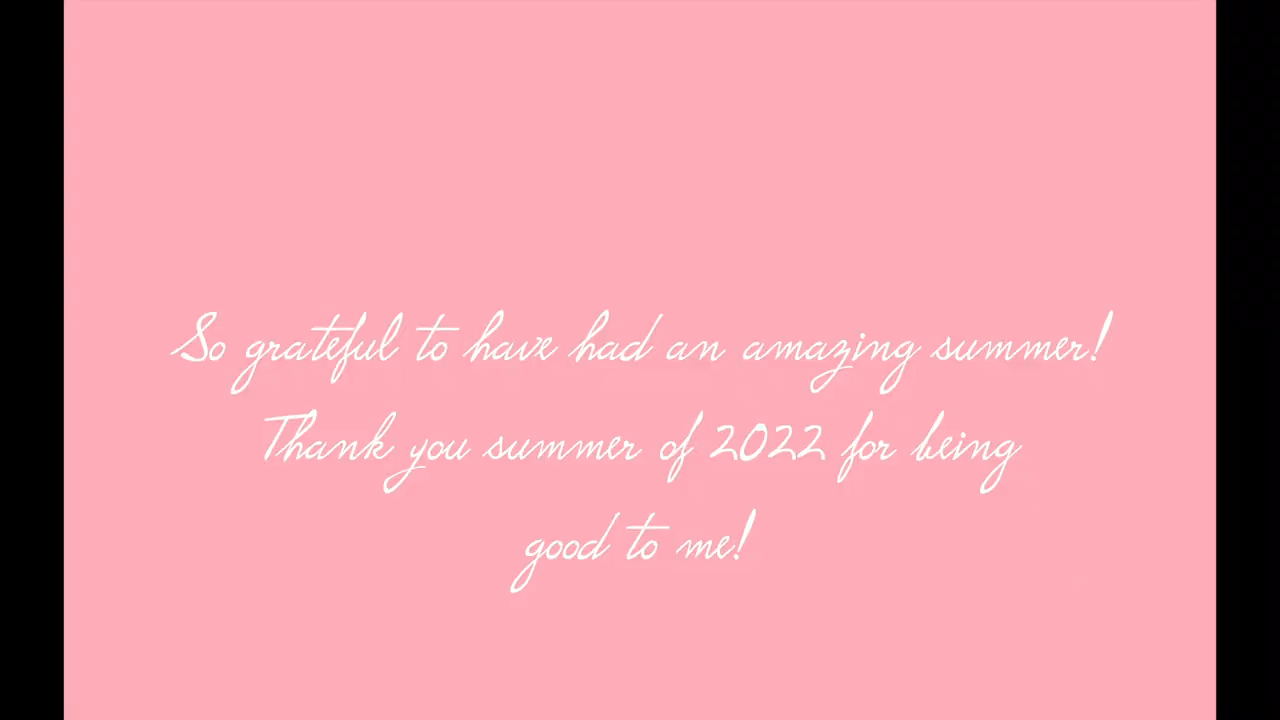 So grateful to have had an amazing summer!
Thank you summer of 2022 for being
good to me!